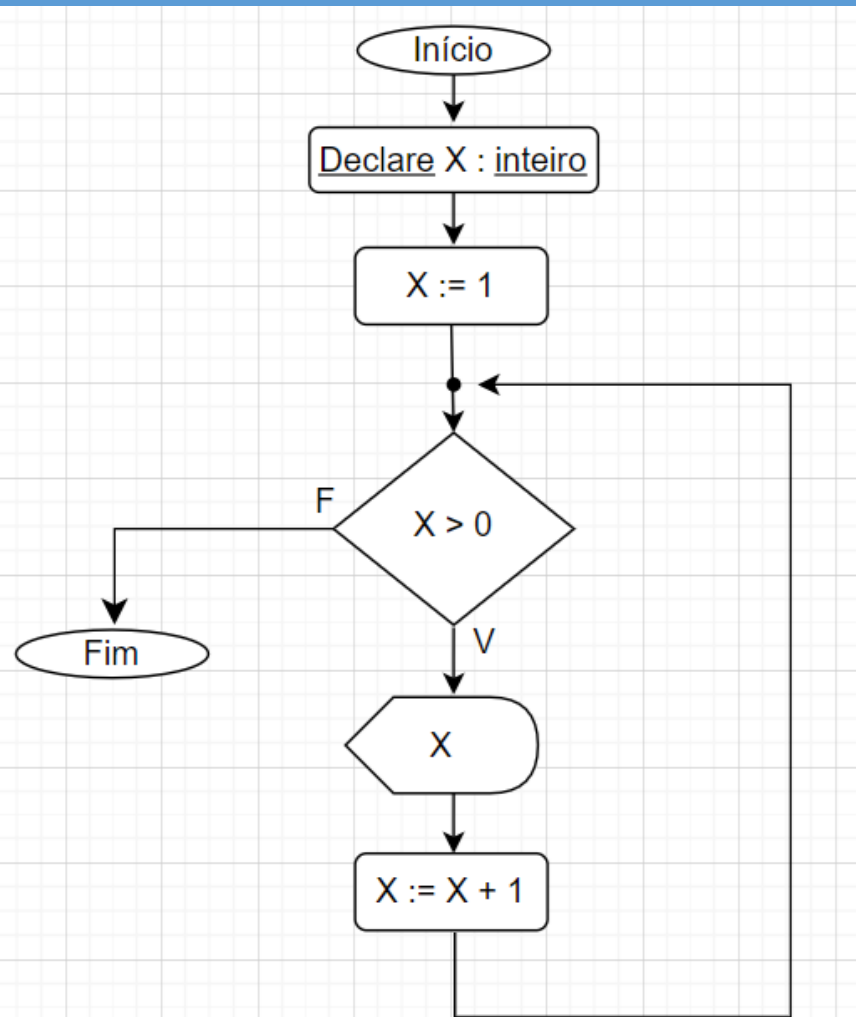 Início
Declare X : inteiro
X := 1
F
X > 0
V
Fim
X
X := X + 1